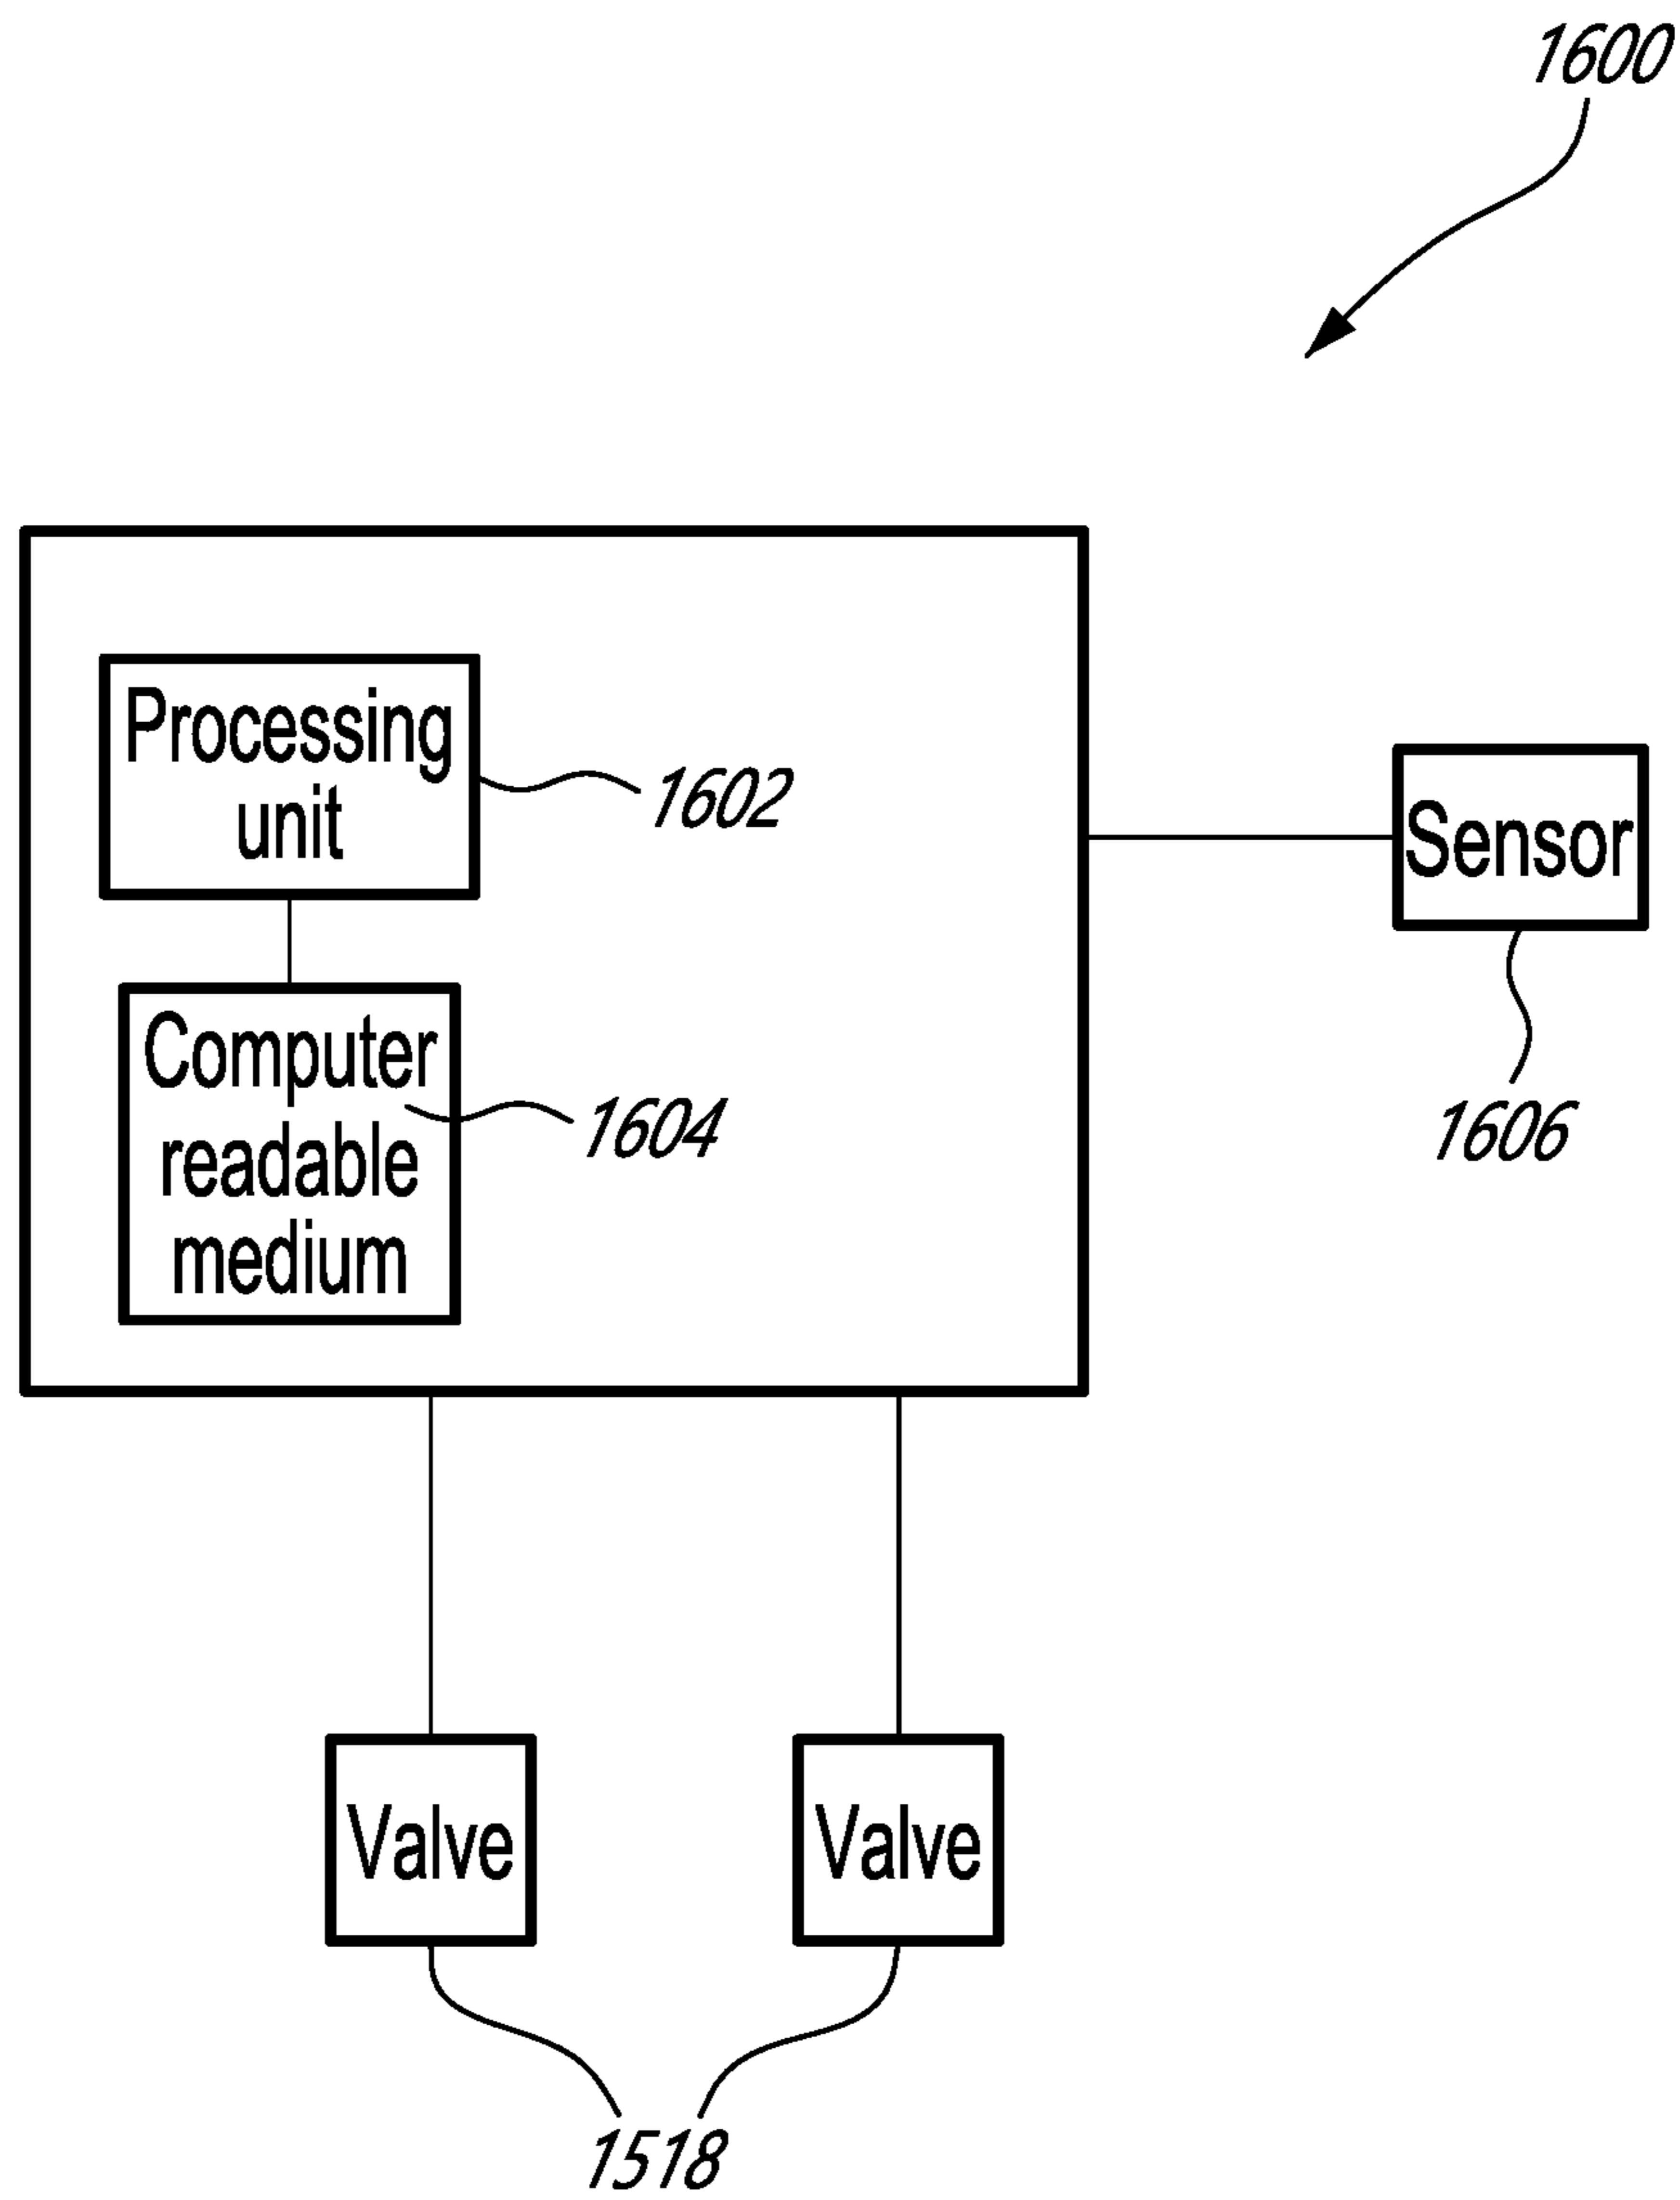 1600
Processing
unit
1602
Sensor
Computer
readable
medium
1604
1606
Valve
Valve
1518